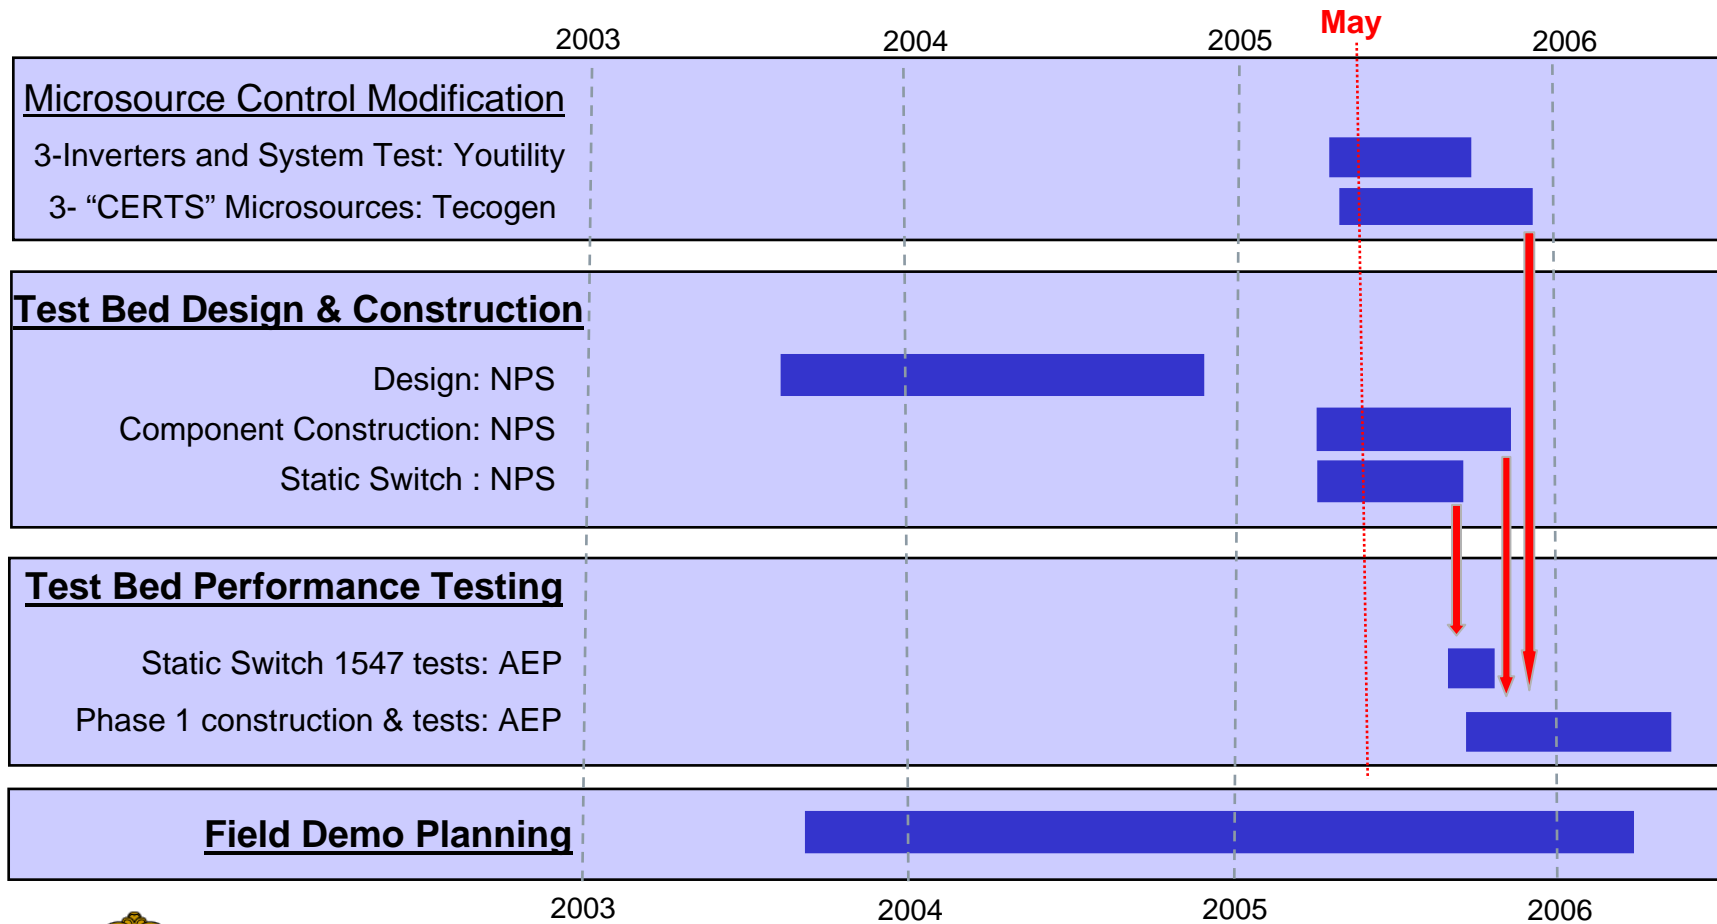 May
2003 2004 2005 2006
Microsource Control Modification
3-Inverters and System Test: Youtility
3- “CERTS” Microsources: Tecogen
Test Bed Design & Construction
Design: NPS
Component Construction: NPS
Static Switch : NPS
Test Bed Performance Testing
Static Switch 1547 tests: AEP
Phase 1 construction & tests: AEP
Field Demo Planning
2003 2004 2005 2006